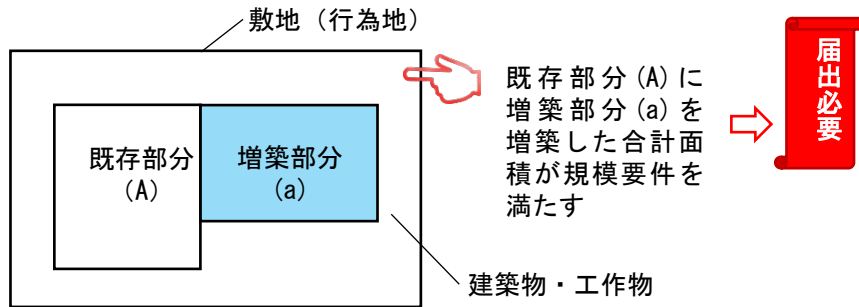 敷地（行為地）
既存部分
(A)
増築部分
(a)
既存部分(A)に
増築部分(a)を
増築した合計面
積が規模要件を
満たす
届出必要
建築物・工作物